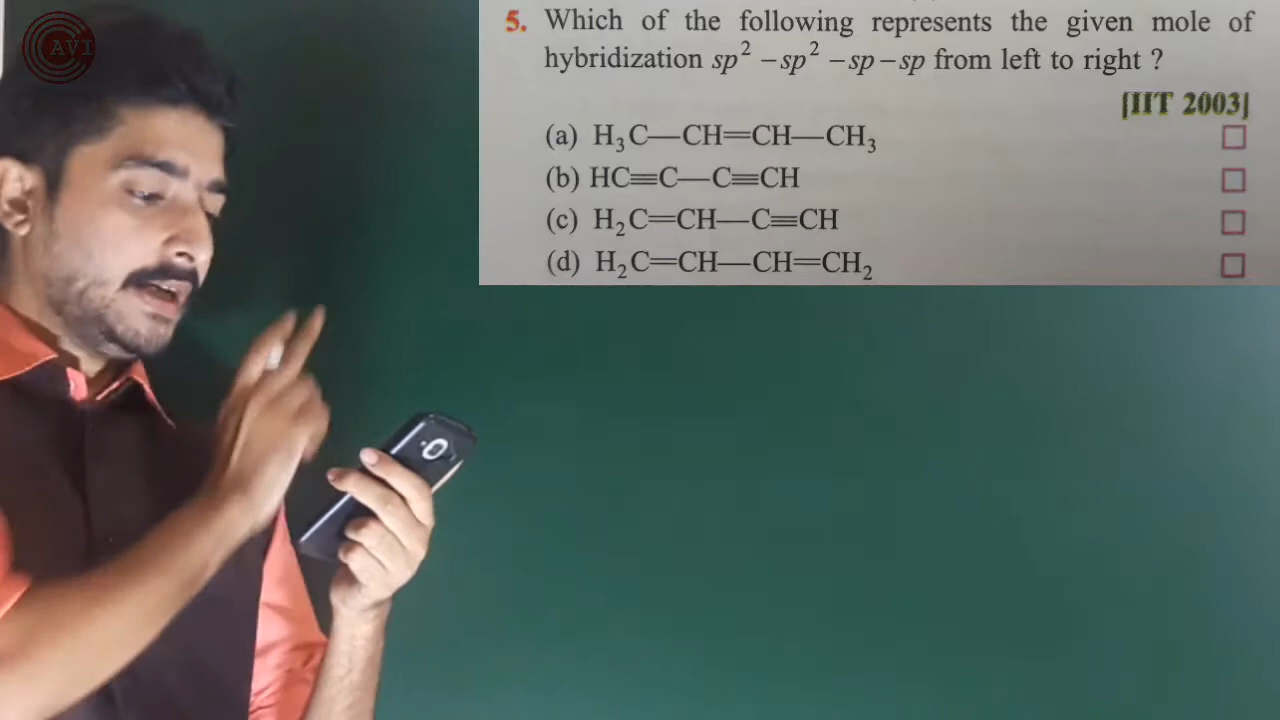 AVI
5. Which of the following represents the given mole of
hybridization sp² – sp² – sp – sp from left to right ?
[IIT 2003]
(a) H₃C—CH=CH—CH₃
(b) HC≡C—C≡CH
(c) H₂C=CH—C≡CH
(d) H₂C=CH—CH=CH₂